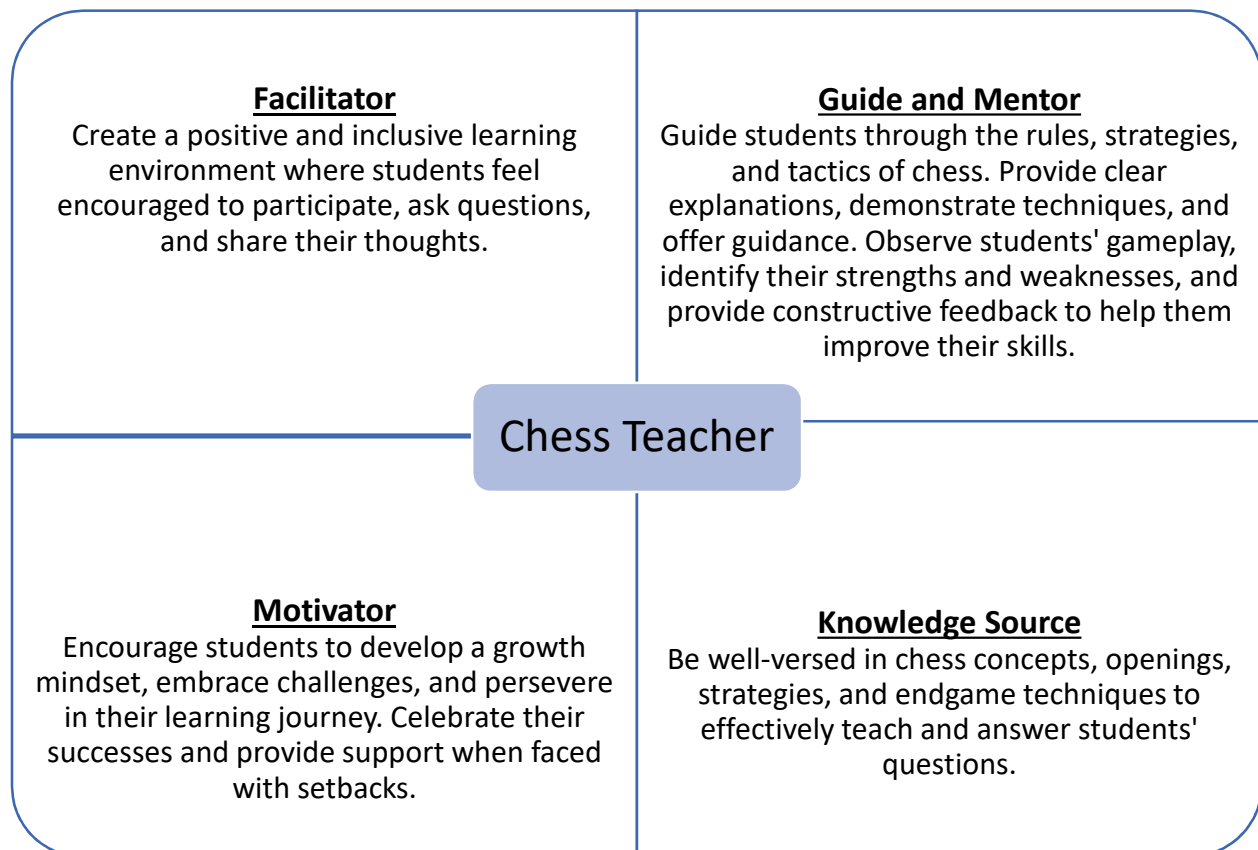 Facilitator
Create a positive and inclusive learning
environment where students feel
encouraged to participate, ask questions,
and share their thoughts.
Guide and Mentor
Guide students through the rules, strategies,
and tactics of chess. Provide clear
explanations, demonstrate techniques, and
offer guidance. Observe students' gameplay,
identify their strengths and weaknesses, and
provide constructive feedback to help them
improve their skills.
Chess Teacher
Motivator
Encourage students to develop a growth
mindset, embrace challenges, and persevere
in their learning journey. Celebrate their
successes and provide support when faced
with setbacks.
Knowledge Source
Be well-versed in chess concepts, openings,
strategies, and endgame techniques to
effectively teach and answer students'
questions.